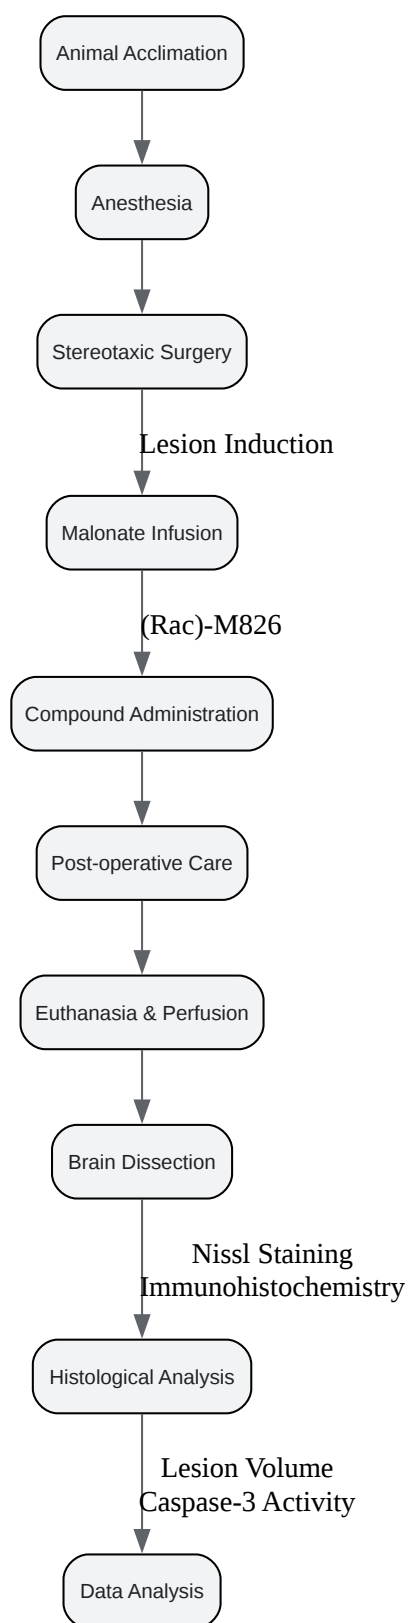 Animal Acclimation
Anesthesia
Stereotaxic Surgery
Lesion Induction
Malonate Infusion
(Rac)-M826
Compound Administration
Post-operative Care
Euthanasia & Perfusion
Brain Dissection
Nissl Staining
Immunohistochemistry
Histological Analysis
Lesion Volume
Caspase-3 Activity
Data Analysis